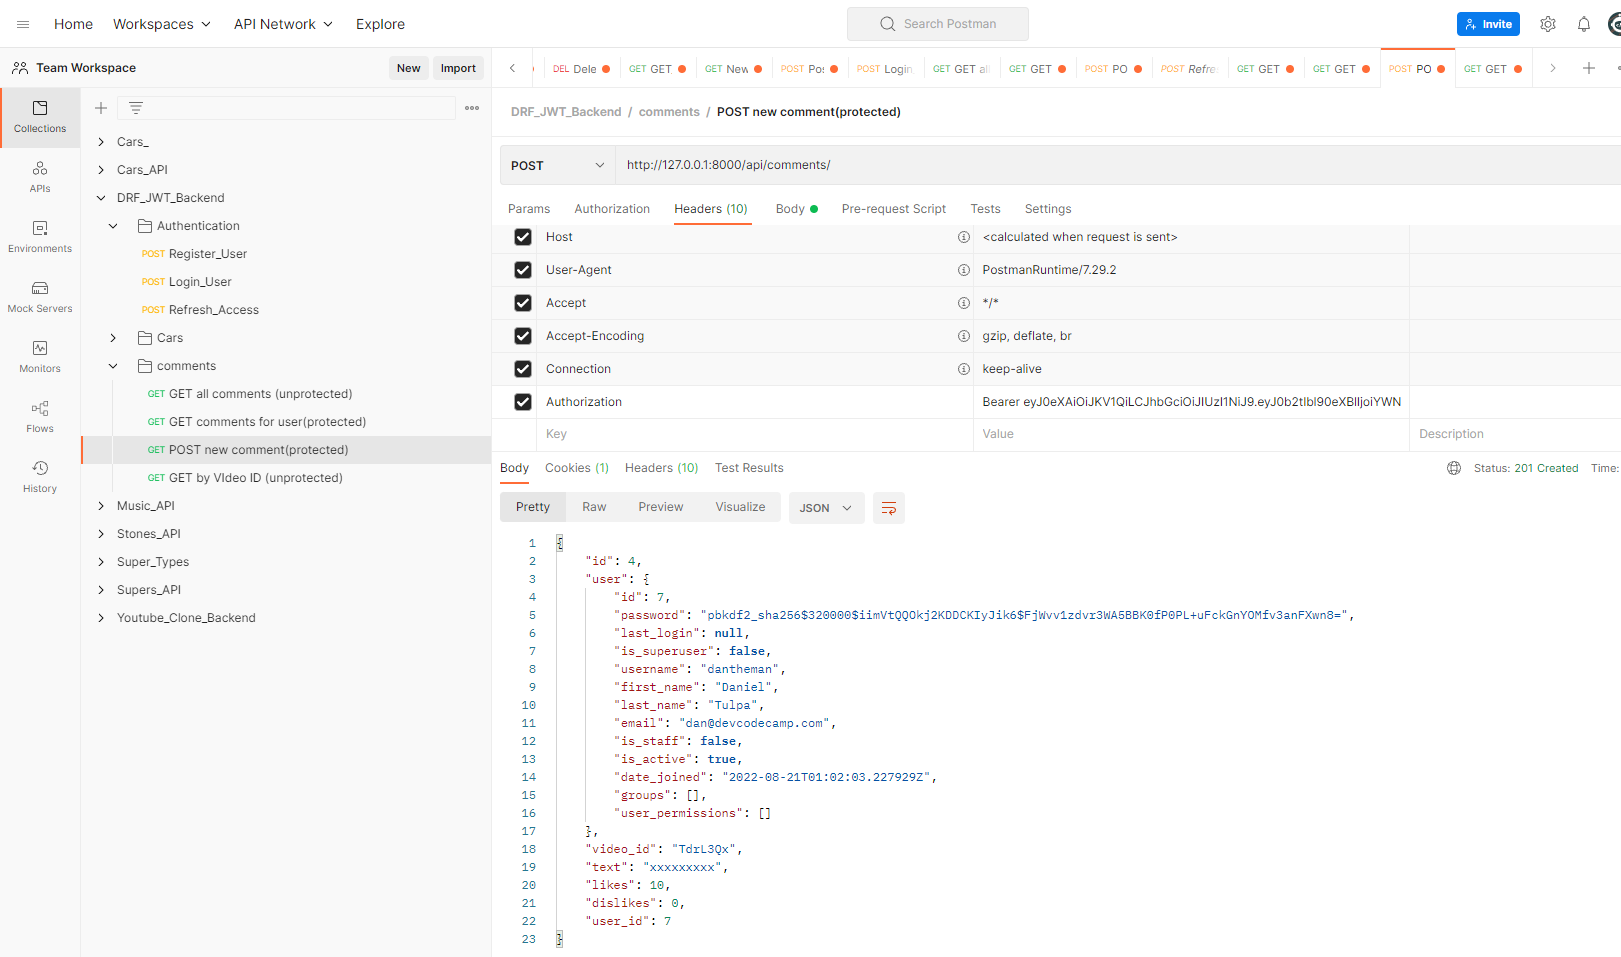 Home Workspaces API Network Explore Search Postman Invite
Team Workspace New Import
DEL Dele GET GET GET New POST Pos POST Login GET GET all GET GET POST PO POST Refre GET GET GET GET POST PO GET GET
Collections
APIs
Environments
Mock Servers
Monitors
Flows
History
Cars_
Cars_API
DRF_JWT_Backend
Authentication
POST Register_User
POST Login_User
POST Refresh_Access
Cars
comments
GET GET all comments (unprotected)
GET GET comments for user(protected)
GET POST new comment(protected)
GET GET by VIdeo ID (unprotected)
Music_API
Stones_API
Super_Types
Supers_API
Youtube_Clone_Backend
DRF_JWT_Backend / comments / POST new comment(protected)
POST http://127.0.0.1:8000/api/comments/
Params Authorization Headers (10) Body Pre-request Script Tests Settings
Host <calculated when request is sent>
User-Agent PostmanRuntime/7.29.2
Accept */*
Accept-Encoding gzip, deflate, br
Connection keep-alive
Authorization Bearer eyJ0eXAiOiJKV1QiLCJhbGciOiJIUzI1NiJ9.eyJ0b2tlbl90eXBlIjoiYWN
Key Value Description
Body Cookies (1) Headers (10) Test Results Status: 201 Created Time:
Pretty Raw Preview Visualize JSON
1 {
2 "id": 4,
3 "user": {
4 "id": 7,
5 "password": "pbkdf2_sha256$320000$iimVtQQOkj2KDDCKIyJik6$FjWvv1zdvr3WA5BBK0fP0PL+uFckGnYOMfv3anFXwn8=",
6 "last_login": null,
7 "is_superuser": false,
8 "username": "dantheman",
9 "first_name": "Daniel",
10 "last_name": "Tulpa",
11 "email": "dan@devcodecamp.com",
12 "is_staff": false,
13 "is_active": true,
14 "date_joined": "2022-08-21T01:02:03.227929Z",
15 "groups": [],
16 "user_permissions": []
17 },
18 "video_id": "TdrL3Qx",
19 "text": "xxxxxxxxx",
20 "likes": 10,
21 "dislikes": 0,
22 "user_id": 7
23 }